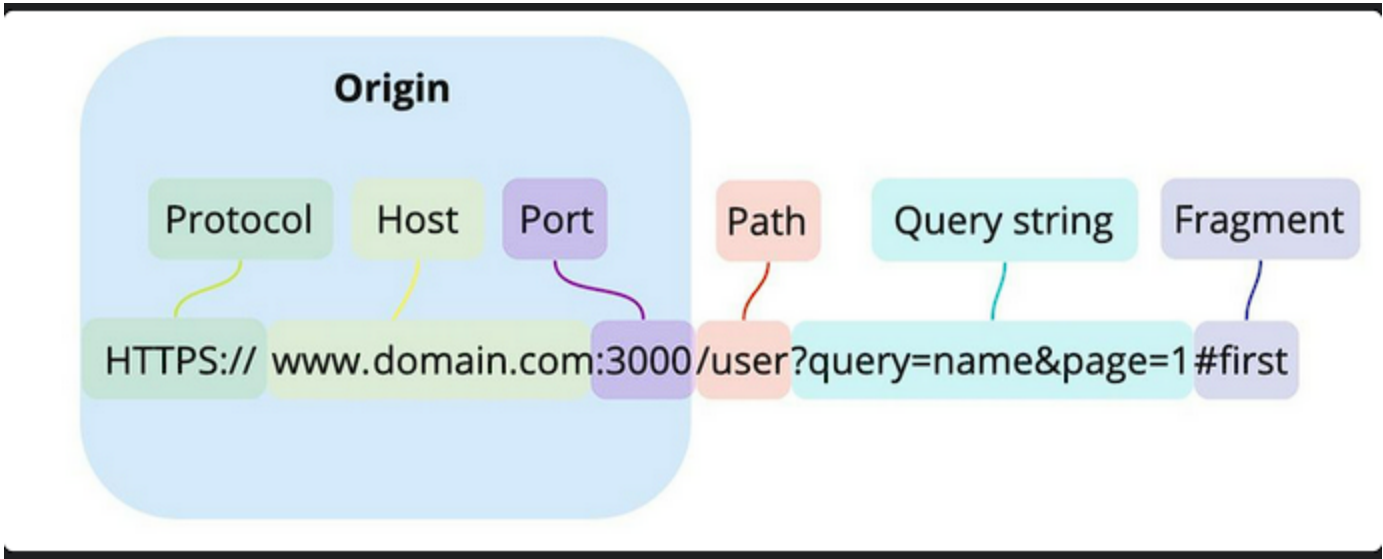 Origin
Protocol Host Port Path Query string Fragment
HTTPS:// www.domain.com:3000/user?query=name&page=1#first